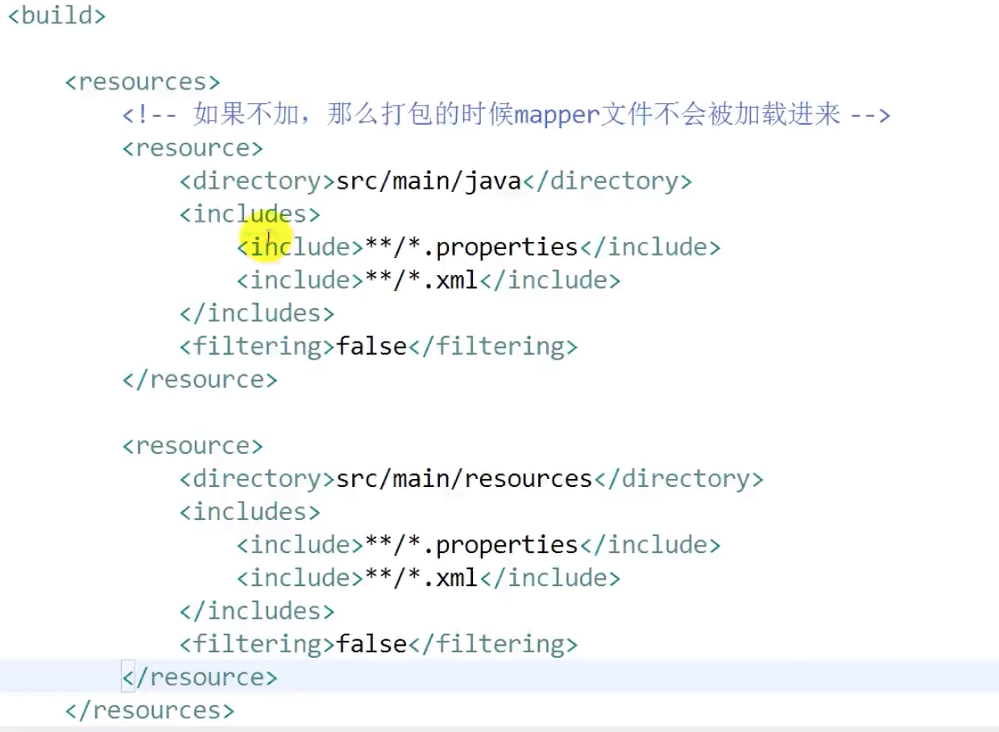 <build>
<resources>
<!-- 如果不加，那么打包的时候mapper文件不会被加载进来 -->
<resource>
<directory>src/main/java</directory>
<includes>
<include>**/*.properties</include>
<include>**/*.xml</include>
</includes>
<filtering>false</filtering>
</resource>
<resource>
<directory>src/main/resources</directory>
<includes>
<include>**/*.properties</include>
<include>**/*.xml</include>
</includes>
<filtering>false</filtering>
</resource>
</resources>